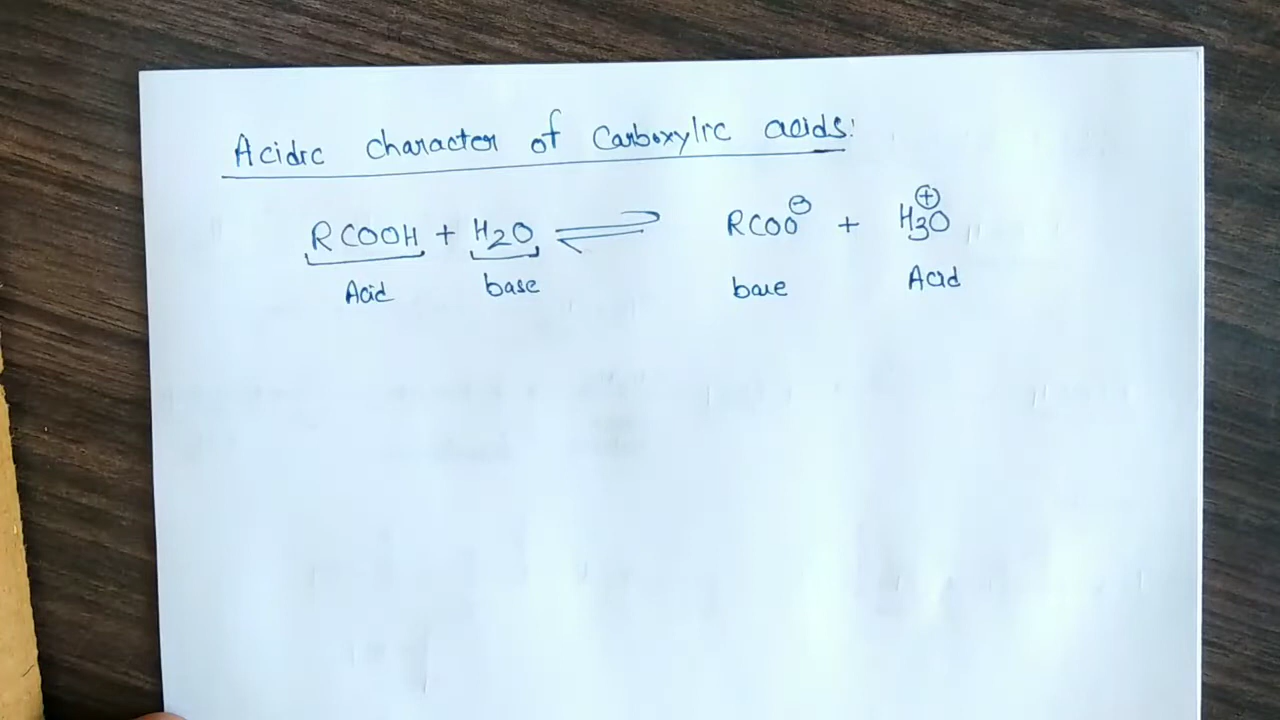 Acidic character of Carboxylic acids:
RCOOH + H2O ⇌ RCOO⊖ + H3O⊕
Acid base base Acid